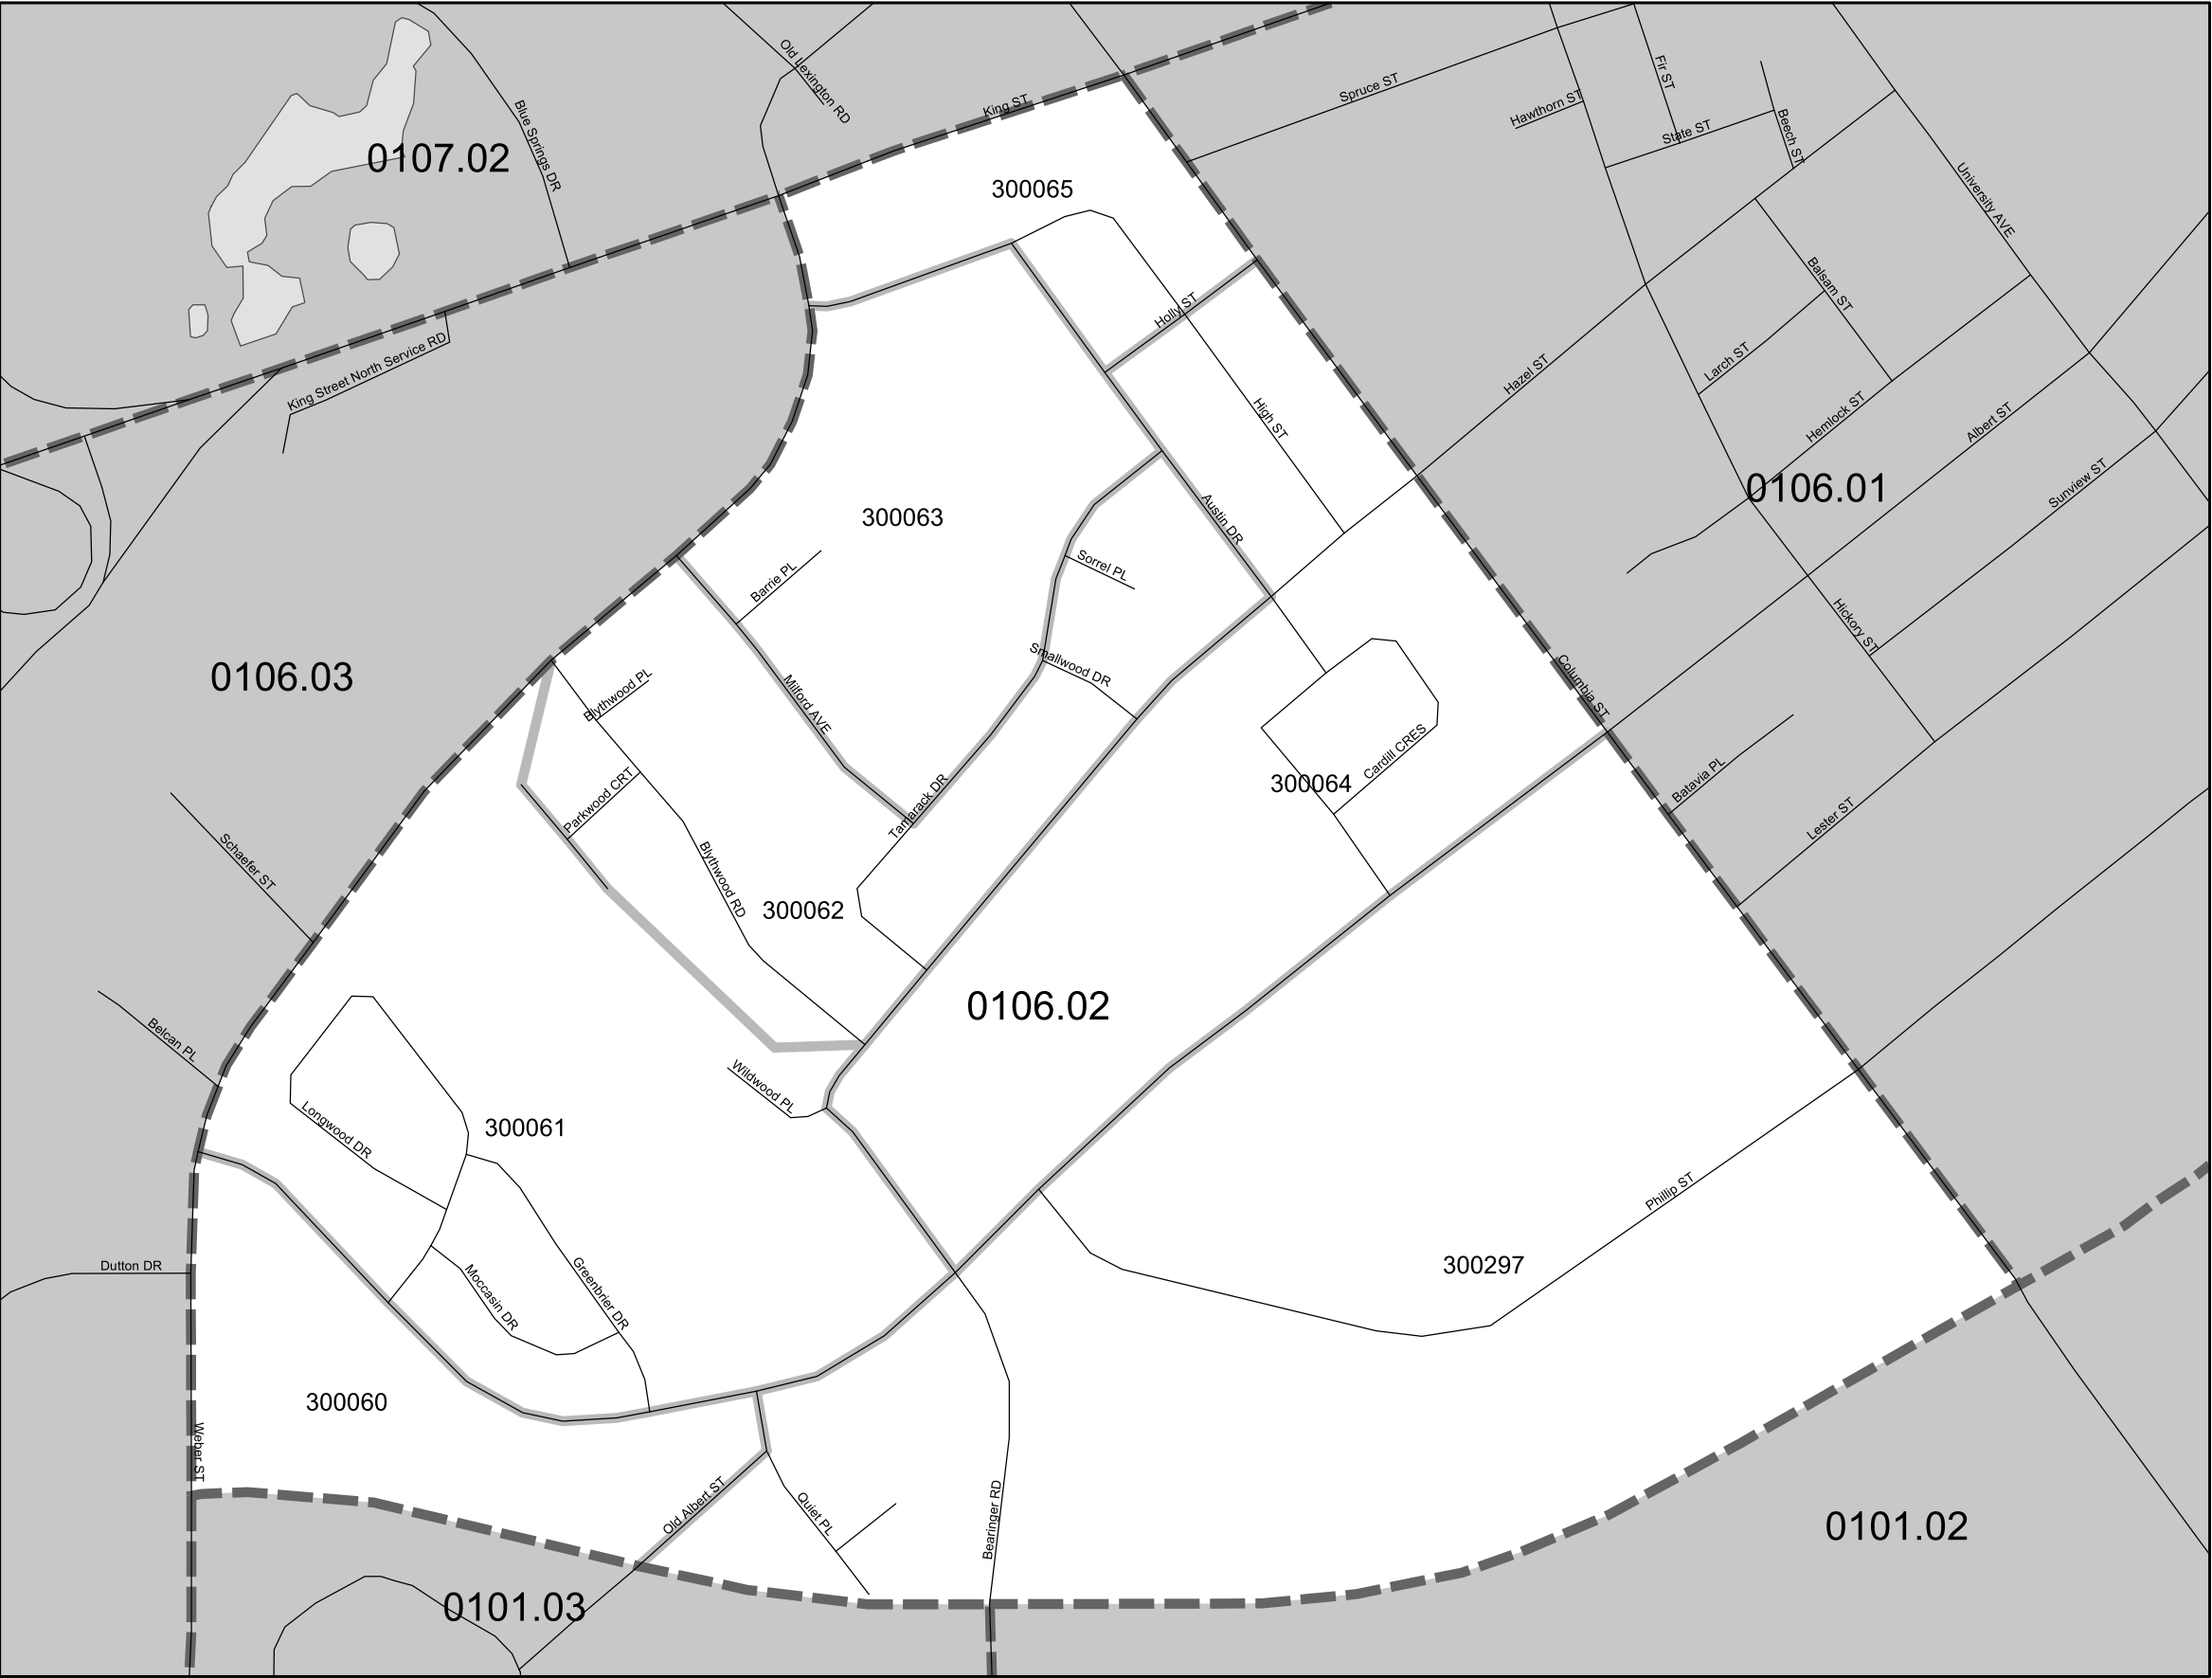 Old Lexington RD
King ST
Spruce ST
Fir ST
Hawthorn ST
State ST
Beech ST
Blue Springs DR
0107.02
300065
University AVE
Balsam ST
Holly ST
King Street North Service RD
Larch ST
Hazel ST
High ST
Hemlock ST
Albert ST
0106.01
Sunview ST
300063
Austin DR
Barrie PL
Sorrel PL
Hickory ST
0106.03
Smallwood DR
Blythwood PL
Milford AVE
Columbia ST
Cardill CRES
300064
Batavia PL
Parkwood CRT
Tamarack DR
Lester ST
Schaefer ST
Blythwood RD
300062
0106.02
Belcan PL
Wildwood PL
Longwood DR
300061
Phillip ST
Dutton DR
Moccasin DR
Greenbrier DR
300297
300060
Weber ST
Old Albert ST
Quiet PL
Bearinger RD
0101.02
0101.03